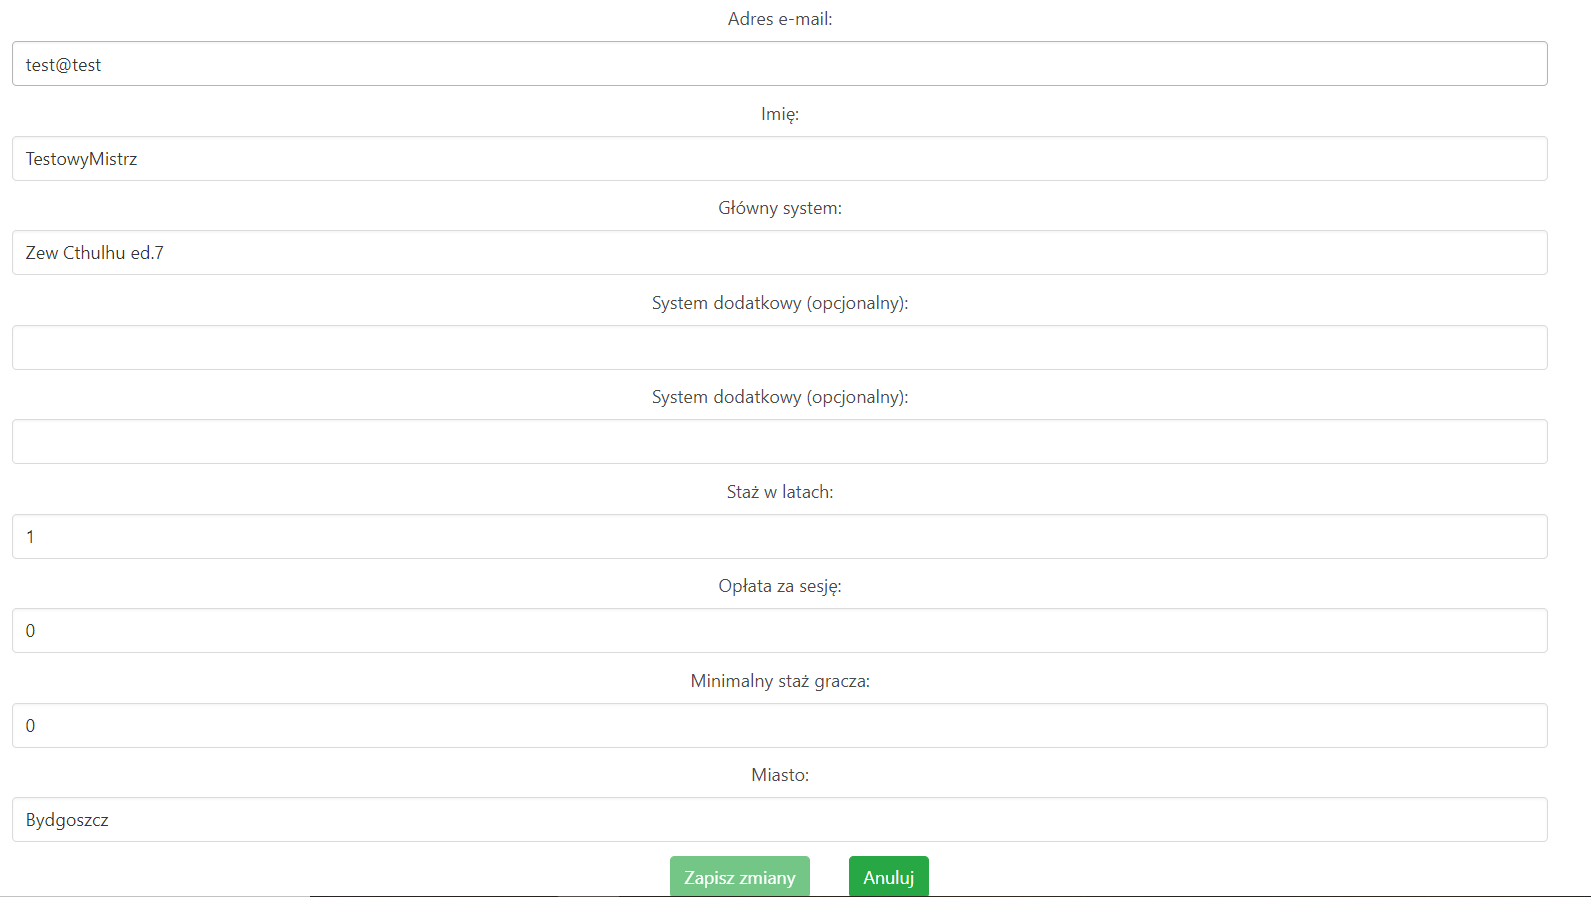 Adres e-mail:
test@test
Imię:
TestowyMistrz
Główny system:
Zew Cthulhu ed.7
System dodatkowy (opcjonalny):
System dodatkowy (opcjonalny):
Staż w latach:
1
Opłata za sesję:
0
Minimalny staż gracza:
0
Miasto:
Bydgoszcz
Zapisz zmiany Anuluj